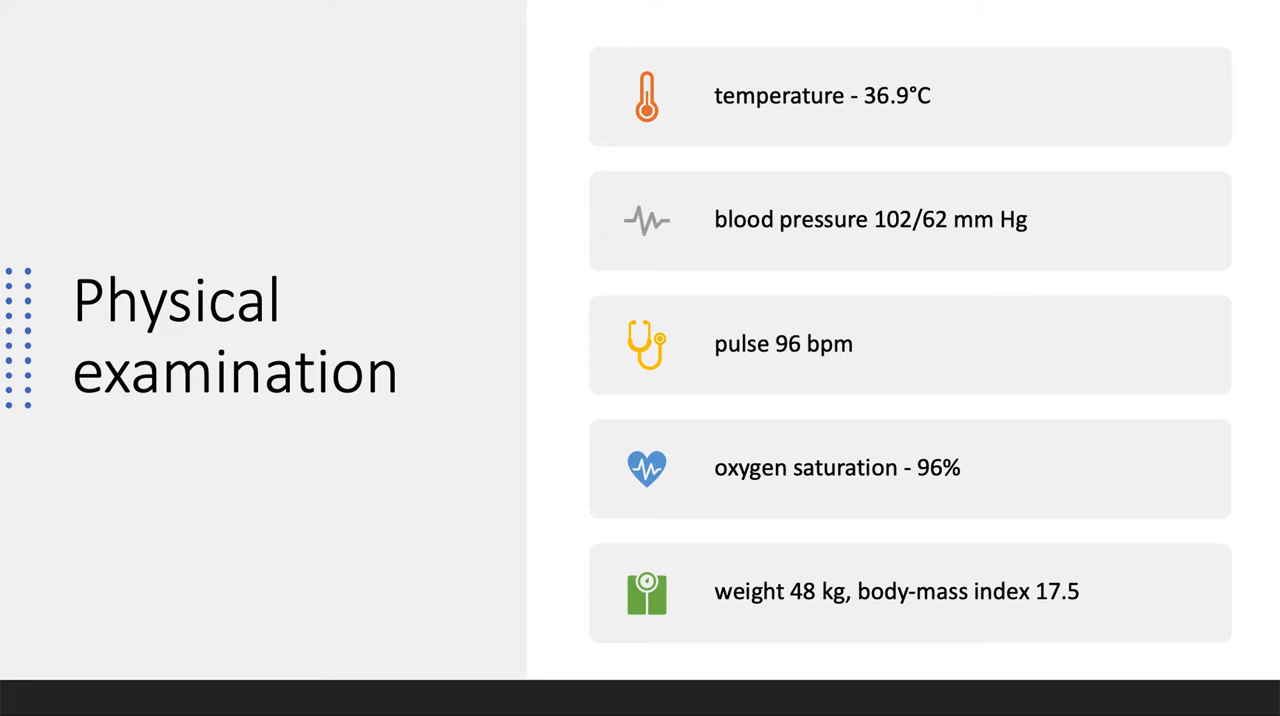 Physical
examination
temperature - 36.9°C
blood pressure 102/62 mm Hg
pulse 96 bpm
oxygen saturation - 96%
weight 48 kg, body-mass index 17.5